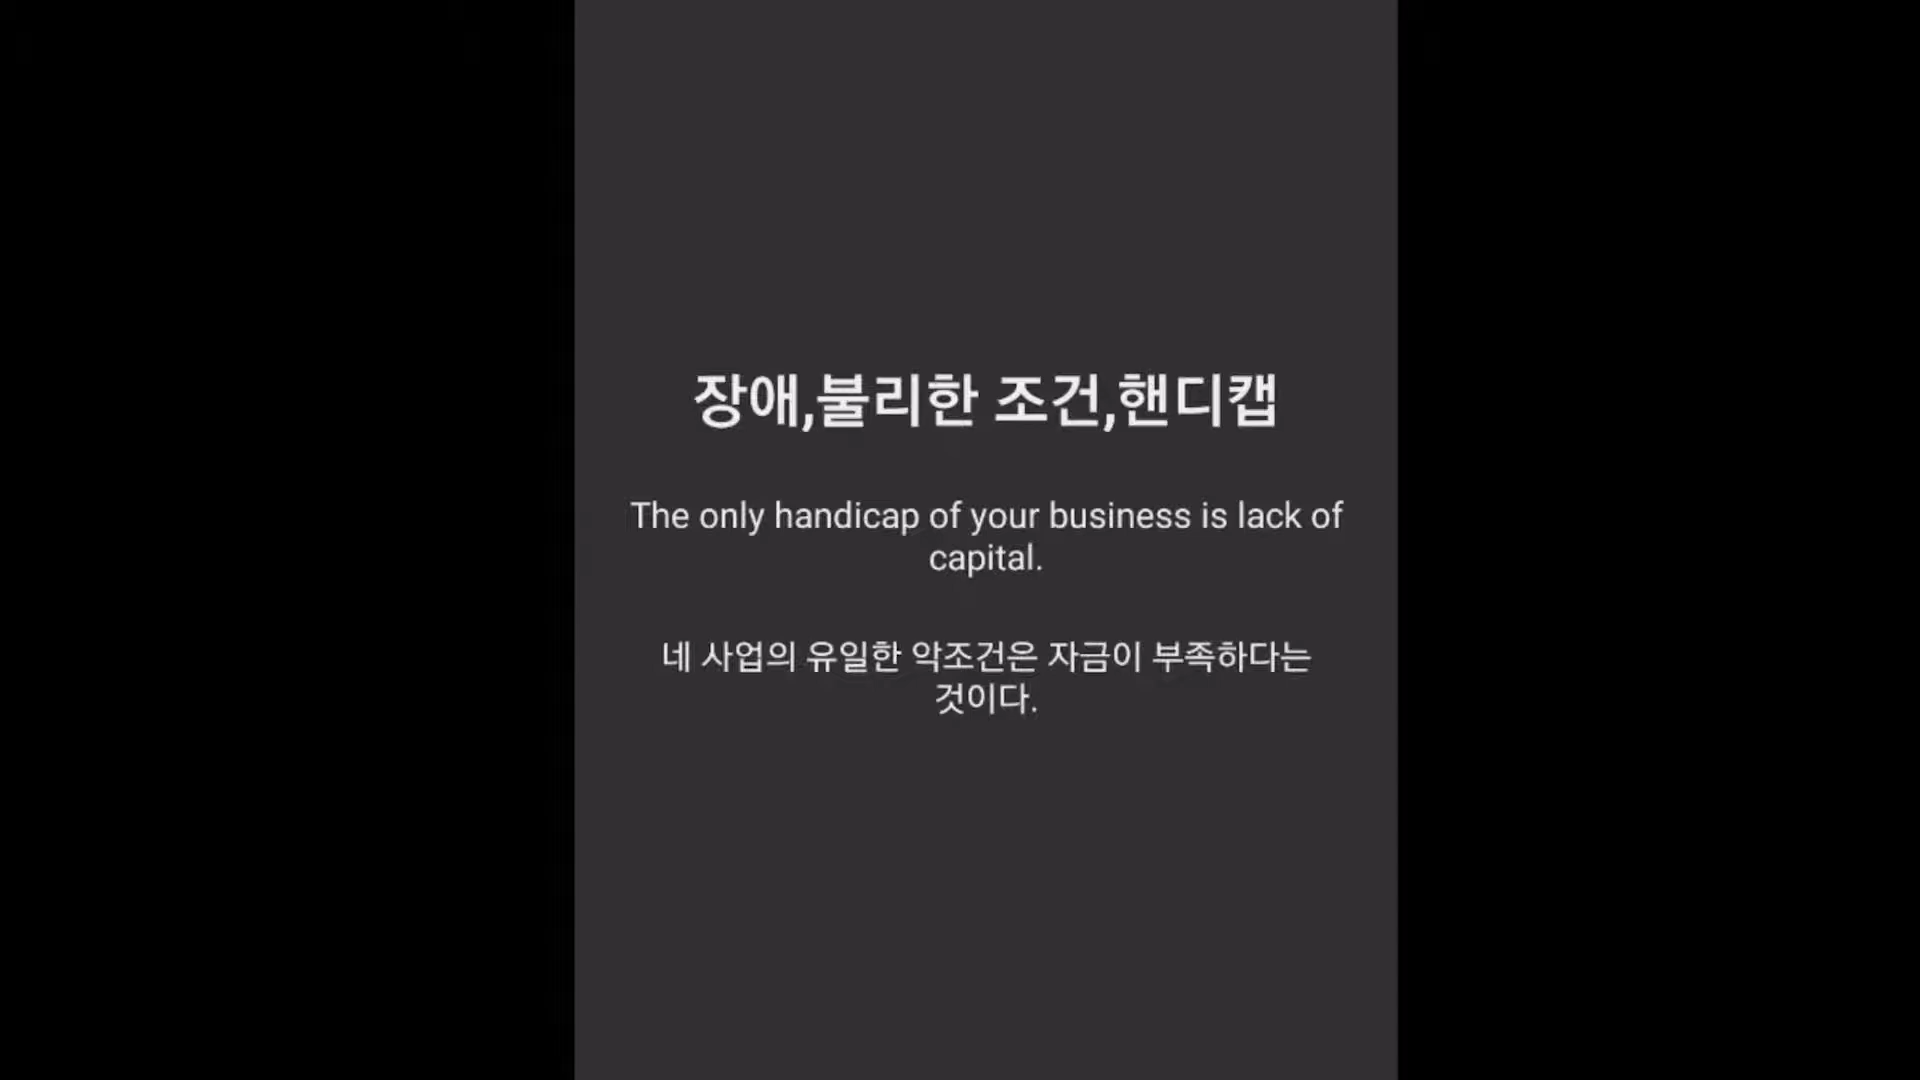 장애,불리한 조건,핸디캡
The only handicap of your business is lack of
capital.
네 사업의 유일한 악조건은 자금이 부족하다는
것이다.